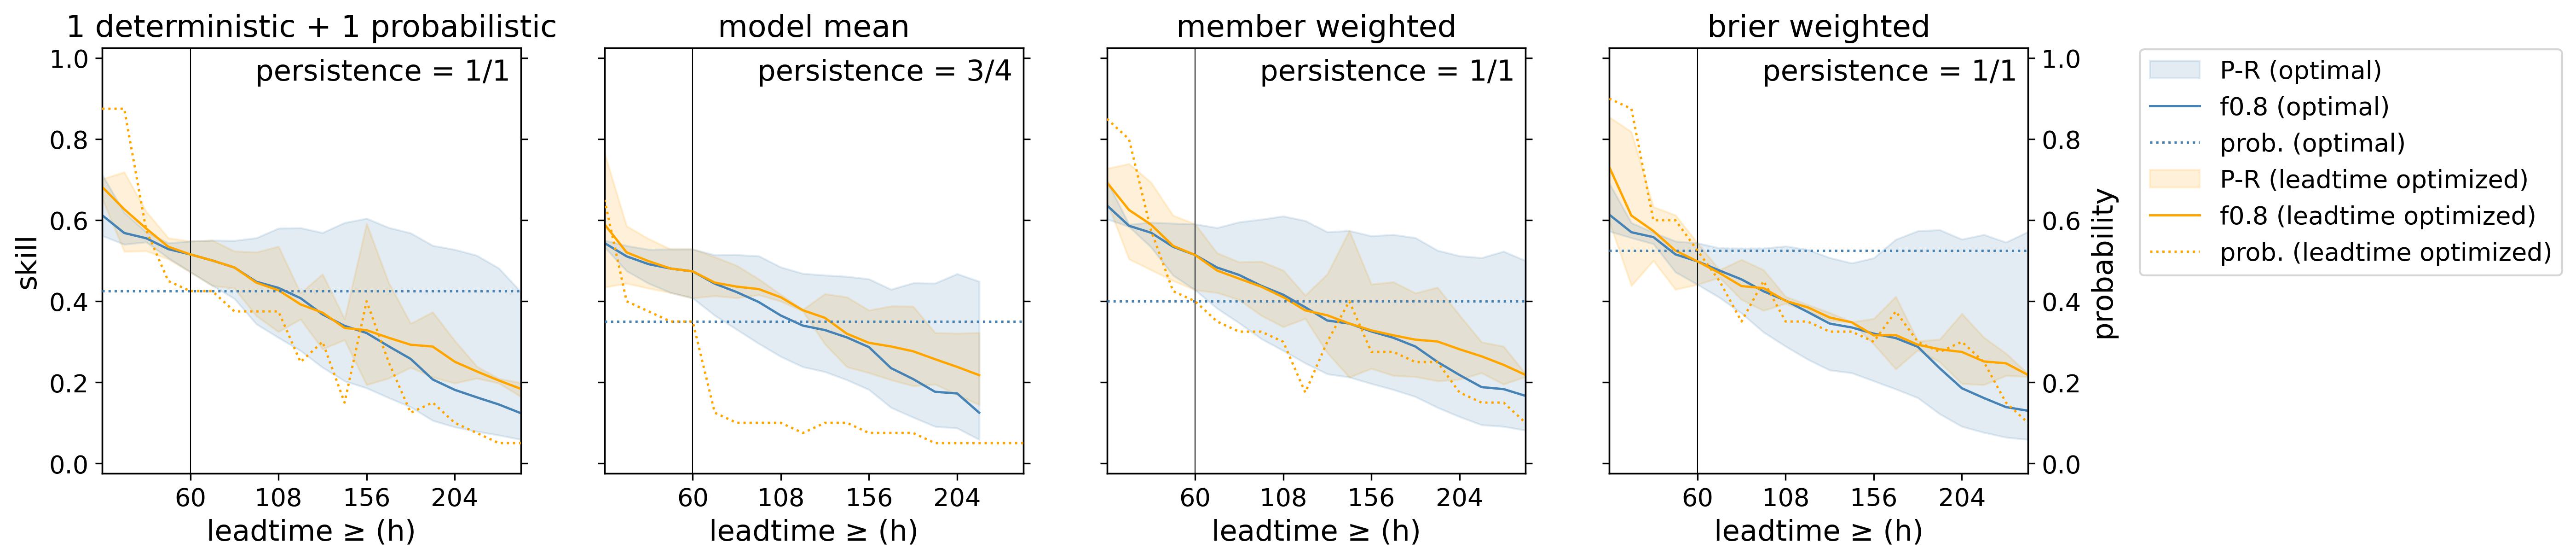 1 deterministic + 1 probabilistic
model mean
member weighted
brier weighted
persistence = 1/1
persistence = 3/4
persistence = 1/1
persistence = 1/1
1.0
0.8
0.6
0.4
0.2
0.0
skill
60 108 156 204
60 108 156 204
60 108 156 204
60 108 156 204
leadtime ≥ (h)
leadtime ≥ (h)
leadtime ≥ (h)
leadtime ≥ (h)
1.0
0.8
0.6
0.4
0.2
0.0
probability
P-R (optimal)
f0.8 (optimal)
prob. (optimal)
P-R (leadtime optimized)
f0.8 (leadtime optimized)
prob. (leadtime optimized)